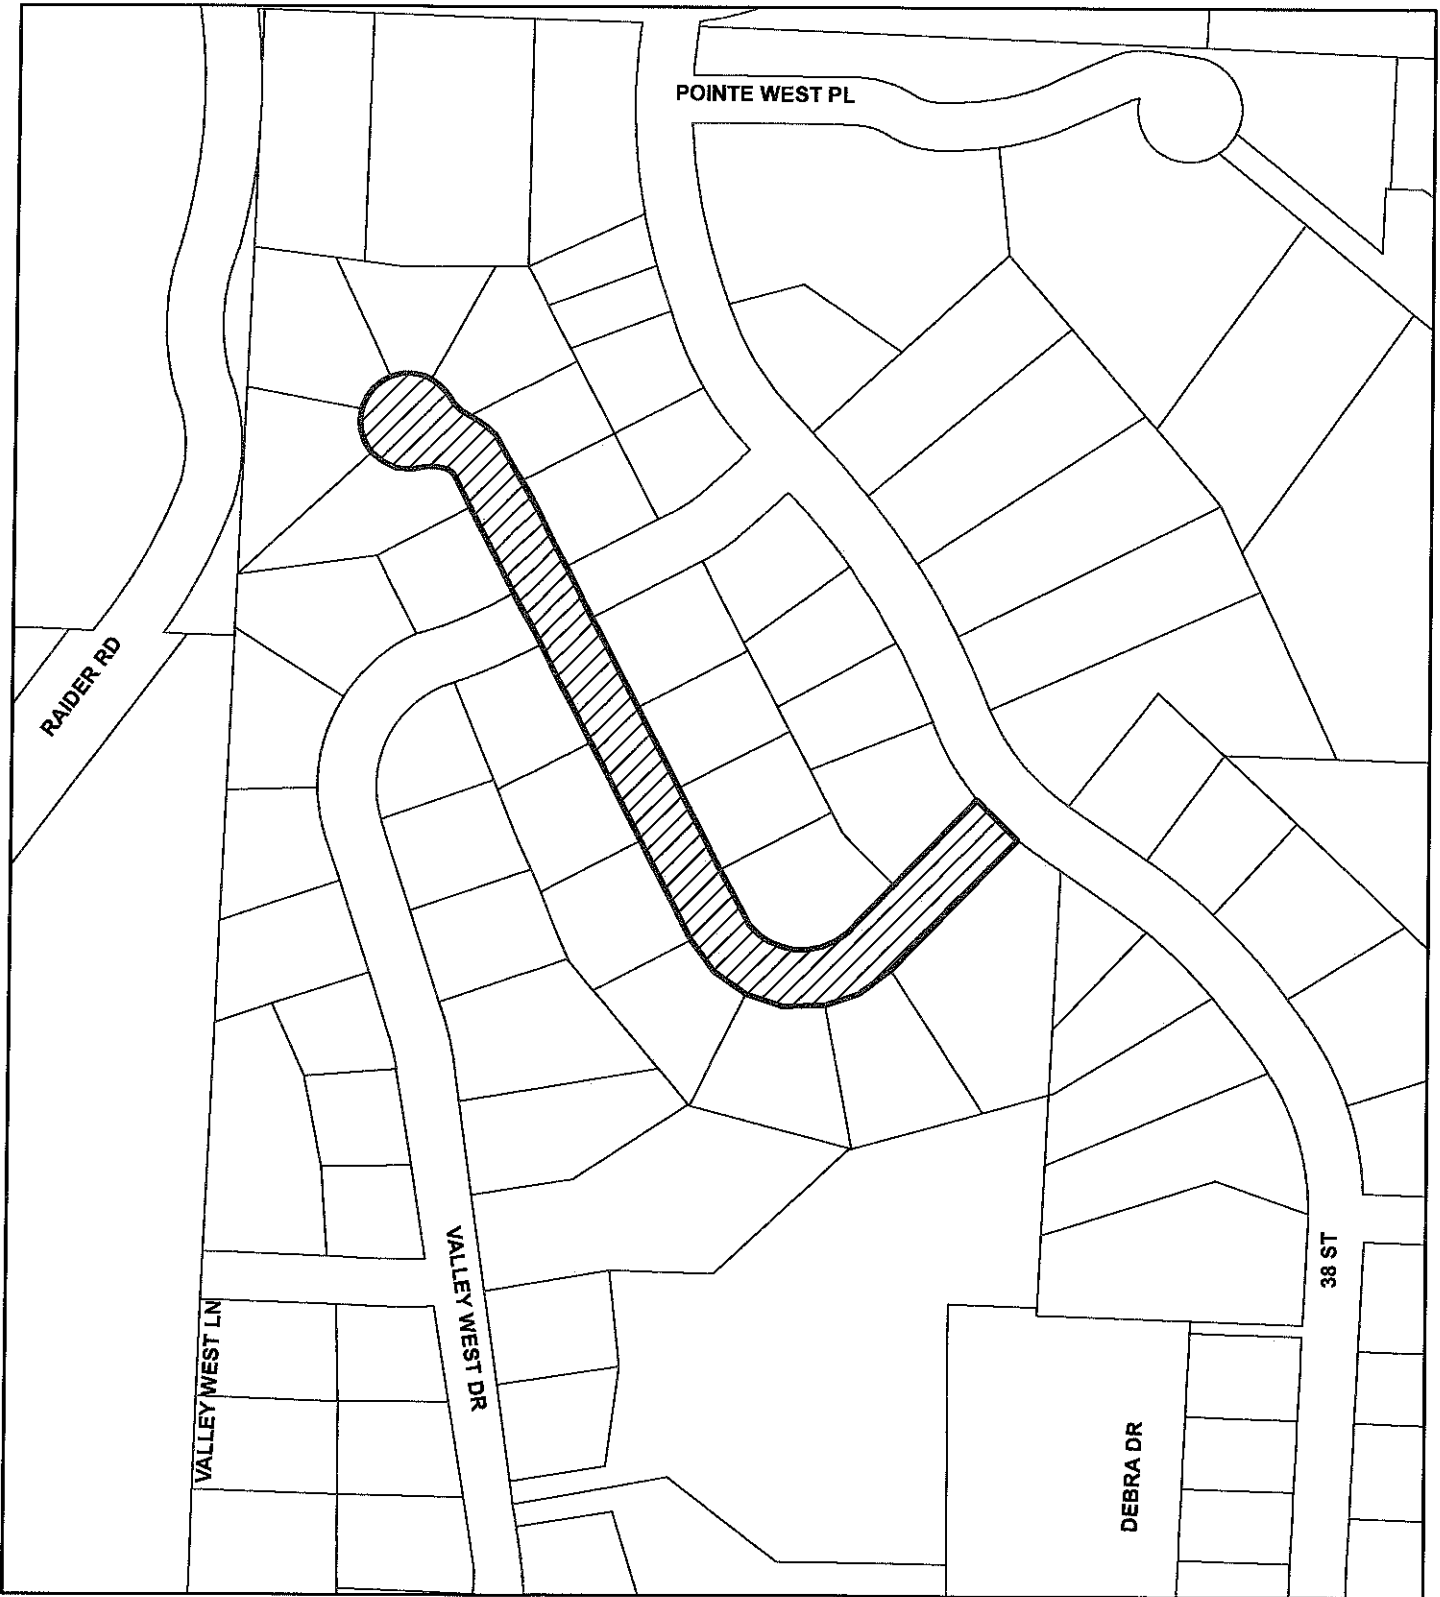 POINTE WEST PL
RAIDER RD
VALLEY WEST DR
38 ST
VALLEY WEST LN
DEBRA DR